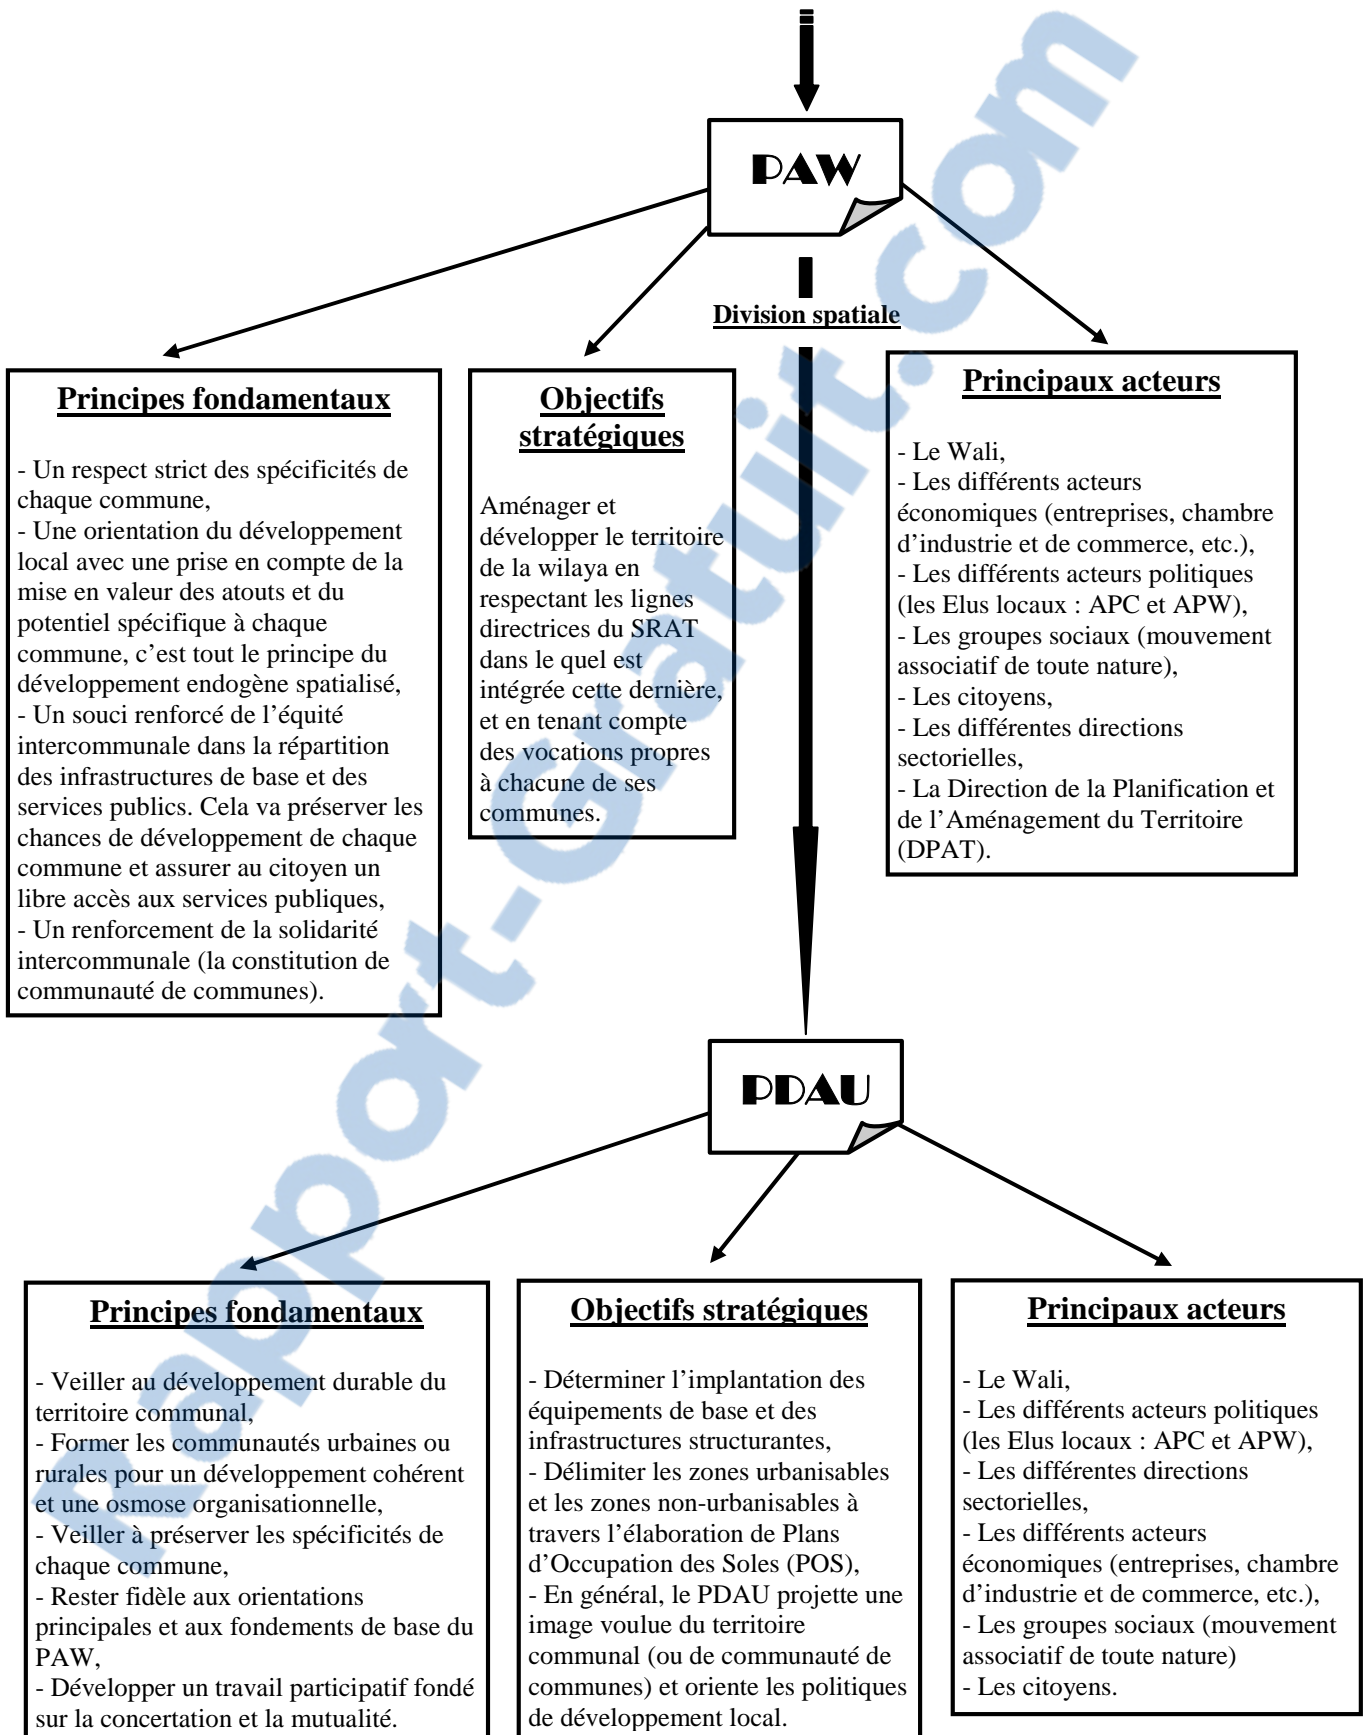 PAW
Division spatiale
Principes fondamentaux
- Un respect strict des spécificités de
chaque commune,
- Une orientation du développement
local avec une prise en compte de la
mise en valeur des atouts et du
potentiel spécifique à chaque
commune, c’est tout le principe du
développement endogène spatialisé,
- Un souci renforcé de l’équité
intercommunale dans la répartition
des infrastructures de base et des
services publics. Cela va préserver les
chances de développement de chaque
commune et assurer au citoyen un
libre accès aux services publiques,
- Un renforcement de la solidarité
intercommunale (la constitution de
communauté de communes).
Objectifs
stratégiques
Aménager et
développer le territoire
de la wilaya en
respectant les lignes
directrices du SRAT
dans le quel est
intégrée cette dernière,
et en tenant compte
des vocations propres
à chacune de ses
communes.
Principaux acteurs
- Le Wali,
- Les différents acteurs
économiques (entreprises, chambre
d’industrie et de commerce, etc.),
- Les différents acteurs politiques
(les Elus locaux : APC et APW),
- Les groupes sociaux (mouvement
associatif de toute nature),
- Les citoyens,
- Les différentes directions
sectorielles,
- La Direction de la Planification et
de l’Aménagement du Territoire
(DPAT).
PDAU
Principes fondamentaux
- Veiller au développement durable du
territoire communal,
- Former les communautés urbaines ou
rurales pour un développement cohérent
et une osmose organisationnelle,
- Veiller à préserver les spécificités de
chaque commune,
- Rester fidèle aux orientations
principales et aux fondements de base du
PAW,
- Développer un travail participatif fondé
sur la concertation et la mutualité.
Objectifs stratégiques
- Déterminer l’implantation des
équipements de base et des
infrastructures structurantes,
- Délimiter les zones urbanisables
et les zones non-urbanisables à
travers l’élaboration de Plans
d’Occupation des Soles (POS),
- En général, le PDAU projette une
image voulue du territoire
communal (ou de communauté de
communes) et oriente les politiques
de développement local.
Principaux acteurs
- Le Wali,
- Les différents acteurs politiques
(les Elus locaux : APC et APW),
- Les différentes directions
sectorielles,
- Les différents acteurs
économiques (entreprises, chambre
d’industrie et de commerce, etc.),
- Les groupes sociaux (mouvement
associatif de toute nature)
- Les citoyens.
Rapport-Gratuit.com